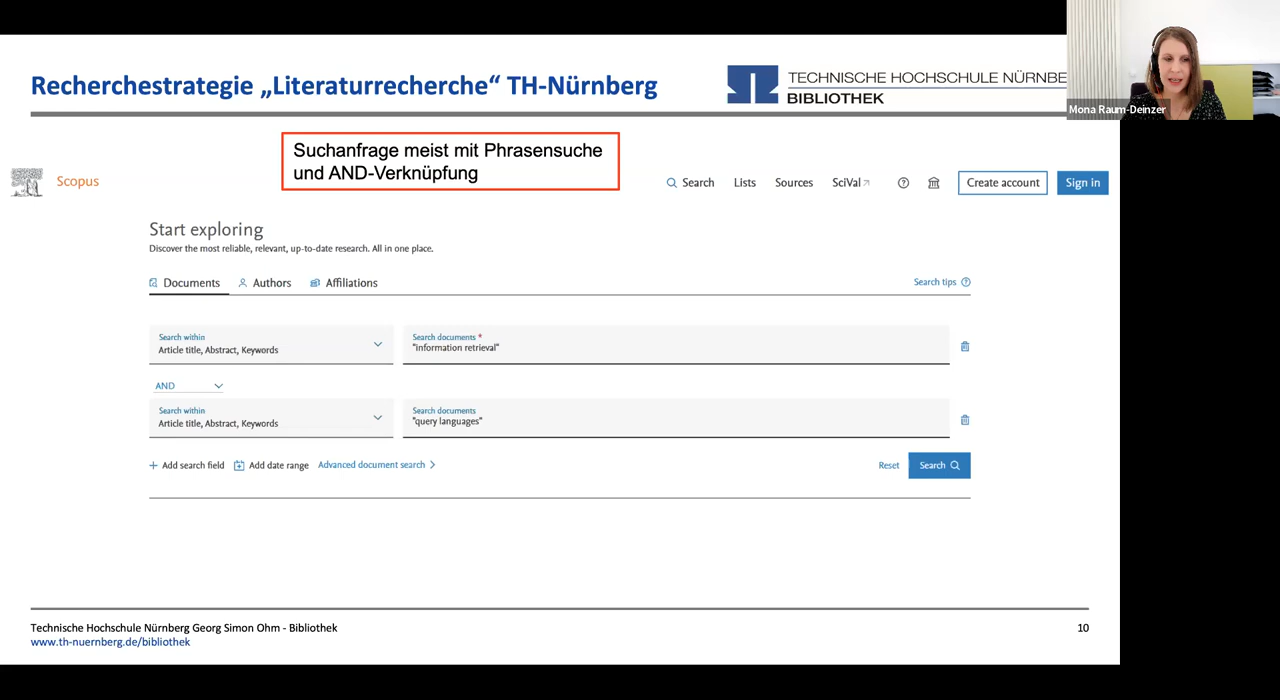 Recherchestrategie „Literaturrecherche“ TH-Nürnberg
TECHNISCHE HOCHSCHULE NÜRNBE
BIBLIOTHEK
Mona Raum-Deinzer
Suchanfrage meist mit Phrasensuche
und AND-Verknüpfung
Scopus
Search Lists Sources SciVal Create account Sign in
Start exploring
Discover the most reliable, relevant, up-to-date research. All in one place.
Documents Authors Affiliations Search tips
Search within Search documents *
Article title, Abstract, Keywords "information retrieval"
AND
Search within Search documents
Article title, Abstract, Keywords "query languages"
+ Add search field Add date range Advanced document search > Reset Search
Technische Hochschule Nürnberg Georg Simon Ohm - Bibliothek 10
www.th-nuernberg.de/bibliothek